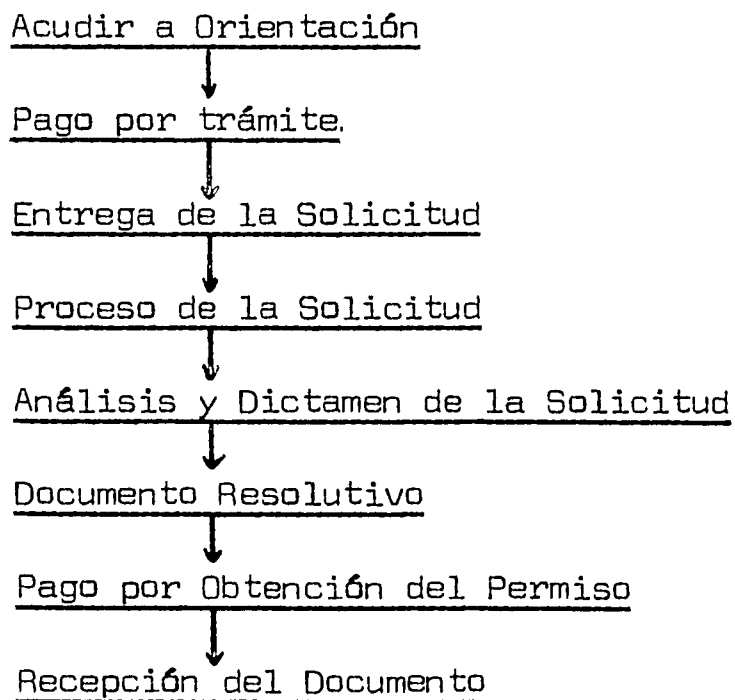 Acudir a Orientación
Pago por trámite.
Entrega de la Solicitud
Proceso de la Solicitud
Análisis y Dictamen de la Solicitud
Documento Resolutivo
Pago por Obtención del Permiso
Recepción del Documento